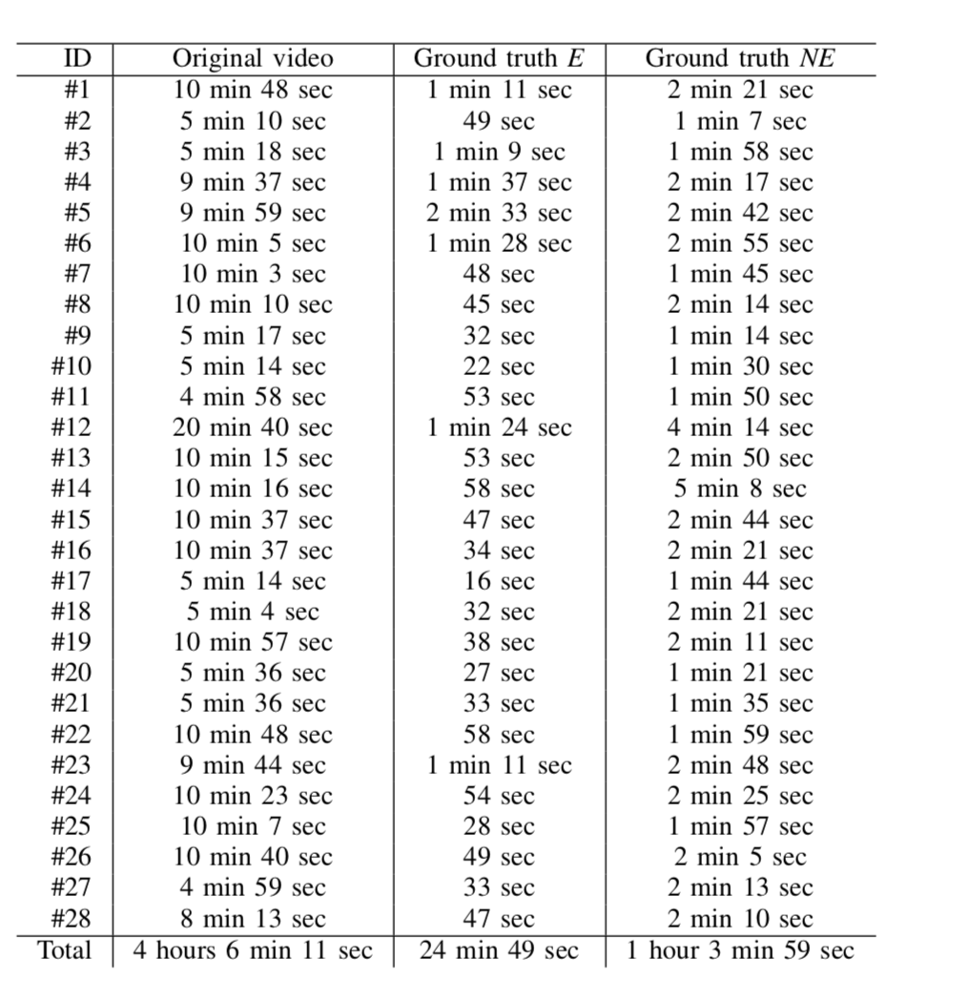 ID Original video Ground truth E Ground truth NE
#1 10 min 48 sec 1 min 11 sec 2 min 21 sec
#2 5 min 10 sec 49 sec 1 min 7 sec
#3 5 min 18 sec 1 min 9 sec 1 min 58 sec
#4 9 min 37 sec 1 min 37 sec 2 min 17 sec
#5 9 min 59 sec 2 min 33 sec 2 min 42 sec
#6 10 min 5 sec 1 min 28 sec 2 min 55 sec
#7 10 min 3 sec 48 sec 1 min 45 sec
#8 10 min 10 sec 45 sec 2 min 14 sec
#9 5 min 17 sec 32 sec 1 min 14 sec
#10 5 min 14 sec 22 sec 1 min 30 sec
#11 4 min 58 sec 53 sec 1 min 50 sec
#12 20 min 40 sec 1 min 24 sec 4 min 14 sec
#13 10 min 15 sec 53 sec 2 min 50 sec
#14 10 min 16 sec 58 sec 5 min 8 sec
#15 10 min 37 sec 47 sec 2 min 44 sec
#16 10 min 37 sec 34 sec 2 min 21 sec
#17 5 min 14 sec 16 sec 1 min 44 sec
#18 5 min 4 sec 32 sec 2 min 21 sec
#19 10 min 57 sec 38 sec 2 min 11 sec
#20 5 min 36 sec 27 sec 1 min 21 sec
#21 5 min 36 sec 33 sec 1 min 35 sec
#22 10 min 48 sec 58 sec 1 min 59 sec
#23 9 min 44 sec 1 min 11 sec 2 min 48 sec
#24 10 min 23 sec 54 sec 2 min 25 sec
#25 10 min 7 sec 28 sec 1 min 57 sec
#26 10 min 40 sec 49 sec 2 min 5 sec
#27 4 min 59 sec 33 sec 2 min 13 sec
#28 8 min 13 sec 47 sec 2 min 10 sec
Total 4 hours 6 min 11 sec 24 min 49 sec 1 hour 3 min 59 sec